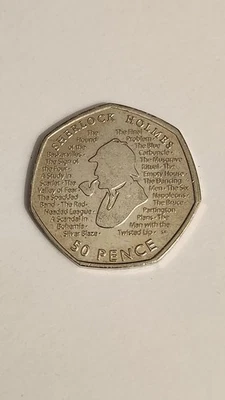 SHERLOCK HOLMES
The Hound of the Baskervilles · The Sign of the Four · A Study in Scarlet · The Valley of Fear · The Speckled Band · The Red-Headed League · A Scandal in Bohemia · Silver Blaze ·
The Final Problem · The Blue Carbuncle · The Musgrave Ritual · The Empty House · The Dancing Men · The Six Napoleons · The Bruce Partington Plans · The Man with the Twisted Lip ·
50 PENCE